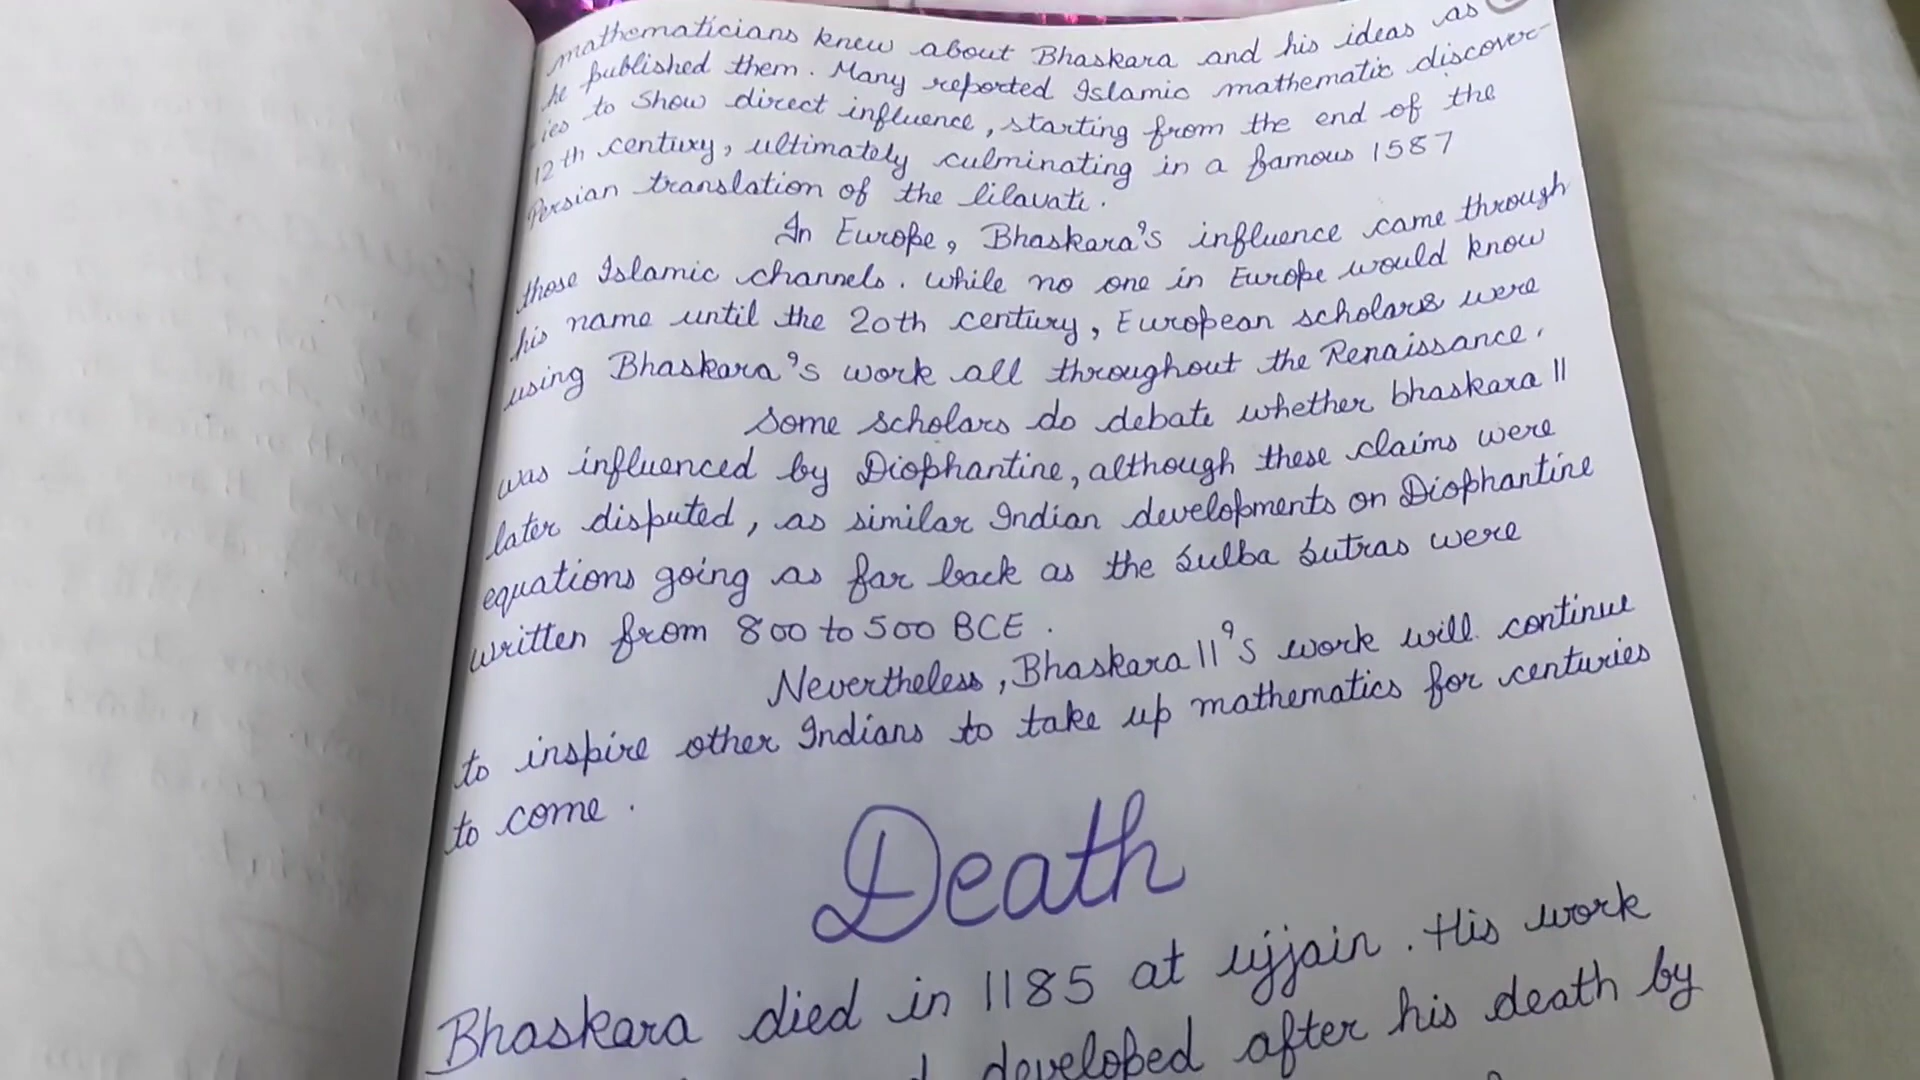 mathematicians knew about Bhaskara and his ideas as
he published them. Many reported Islamic mathematic discover-
ies to Show direct influence, starting from the end of the
12th century, ultimately culminating in a famous 1587
Persian translation of the lilavati.
In Europe, Bhaskara's influence came through
those Islamic channels. While no one in Europe would know
his name until the 20th century, European scholars were
using Bhaskara's work all throughout the Renaissance.
Some scholars do debate whether bhaskara II
was influenced by Diophantine, although these claims were
later disputed, as similar Indian developments on Diophantine
equations going as far back as the Śulba Śutras were
written from 800 to 500 BCE.
Nevertheless, Bhaskara II's work will continue
to inspire other Indians to take up mathematics for centuries
to come.
Death
Bhaskara died in 1185 at ujjain. His work
developed after his death by